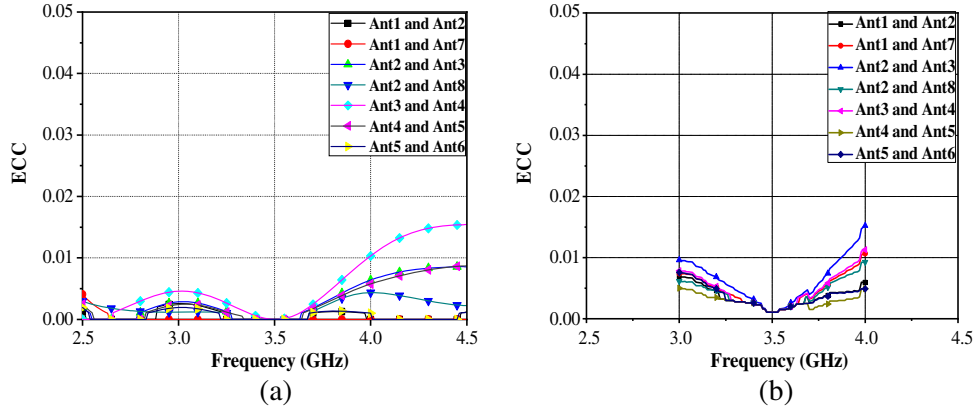 0.05
0.04
0.03
0.02
0.01
0.00
ECC
Ant1 and Ant2
Ant1 and Ant7
Ant2 and Ant3
Ant2 and Ant8
Ant3 and Ant4
Ant4 and Ant5
Ant5 and Ant6
2.5 3.0 3.5 4.0 4.5
Frequency (GHz)
(a)
0.05
0.04
0.03
0.02
0.01
0.00
ECC
Ant1 and Ant2
Ant1 and Ant7
Ant2 and Ant3
Ant2 and Ant8
Ant3 and Ant4
Ant4 and Ant5
Ant5 and Ant6
2.5 3.0 3.5 4.0 4.5
Frequency (GHz)
(b)